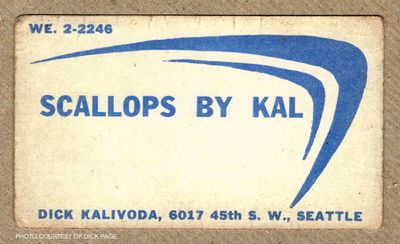 WE. 2-2246
SCALLOPS BY KAL
DICK KALIVODA, 6017 45th S. W., SEATTLE
PHOTO COURTESY OF DICK PAGE